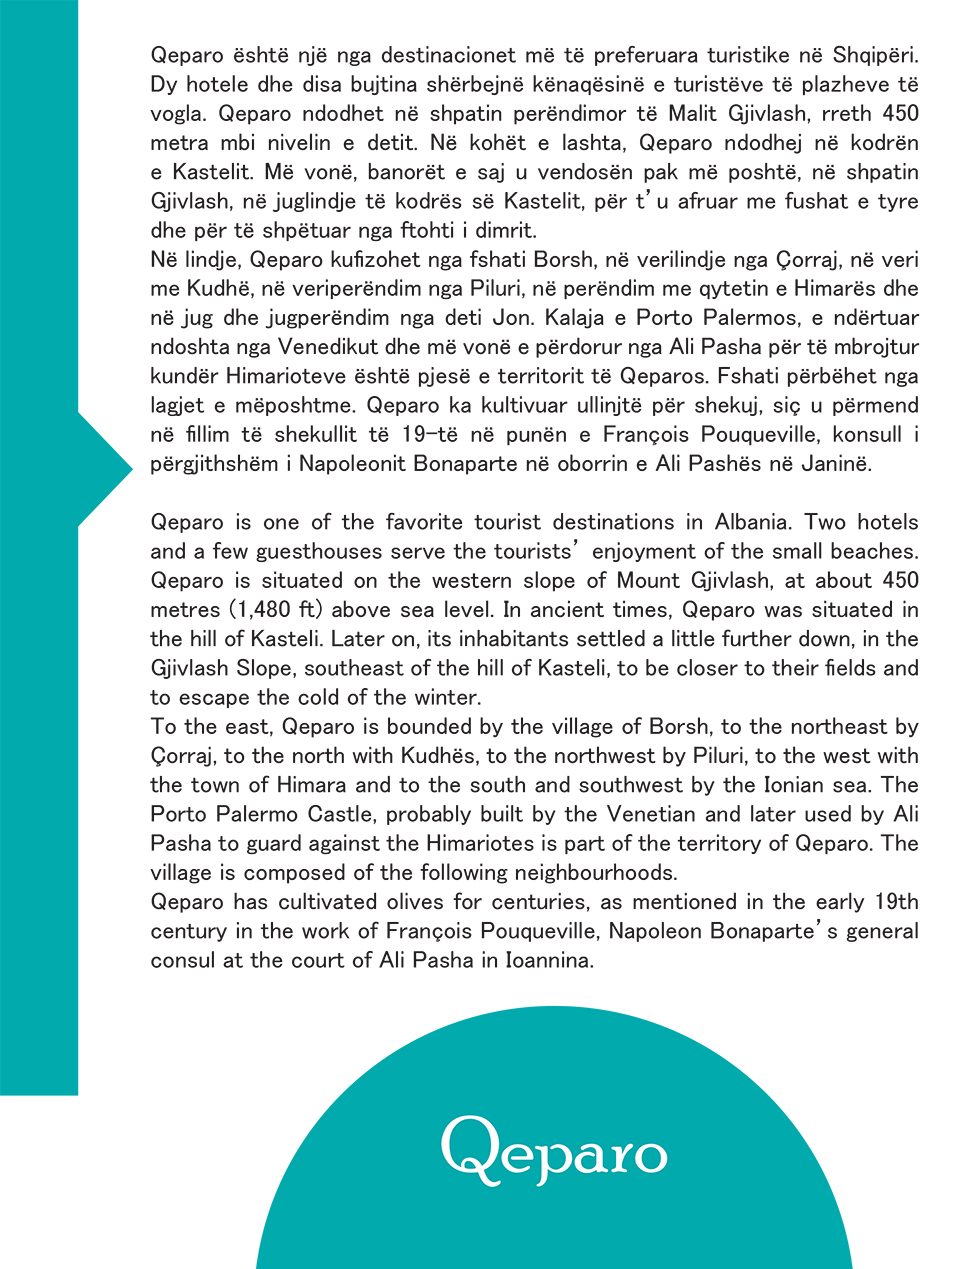 Qeparo është një nga destinacionet më të preferuara turistike në Shqipëri.
Dy hotele dhe disa bujtina shërbejnë kënaqësinë e turistëve të plazheve të
vogla. Qeparo ndodhet në shpatin perëndimor të Malit Gjivlash, rreth 450
metra mbi nivelin e detit. Në kohët e lashta, Qeparo ndodhej në kodrën
e Kastelit. Më vonë, banorët e saj u vendosën pak më poshtë, në shpatin
Gjivlash, në juglindje të kodrës së Kastelit, për t’u afruar me fushat e tyre
dhe për të shpëtuar nga ftohti i dimrit.
Në lindje, Qeparo kufizohet nga fshati Borsh, në verilindje nga Çorraj, në veri
me Kudhë, në veriperëndim nga Piluri, në perëndim me qytetin e Himarës dhe
në jug dhe jugperëndim nga deti Jon. Kalaja e Porto Palermos, e ndërtuar
ndoshta nga Venedikut dhe më vonë e përdorur nga Ali Pasha për të mbrojtur
kundër Himarioteve është pjesë e territorit të Qeparos. Fshati përbëhet nga
lagjet e mëposhtme. Qeparo ka kultivuar ullinjtë për shekuj, siç u përmend
në fillim të shekullit të 19-të në punën e François Pouqueville, konsull i
përgjithshëm i Napoleonit Bonaparte në oborrin e Ali Pashës në Janinë.
Qeparo is one of the favorite tourist destinations in Albania. Two hotels
and a few guesthouses serve the tourists’ enjoyment of the small beaches.
Qeparo is situated on the western slope of Mount Gjivlash, at about 450
metres (1,480 ft) above sea level. In ancient times, Qeparo was situated in
the hill of Kasteli. Later on, its inhabitants settled a little further down, in the
Gjivlash Slope, southeast of the hill of Kasteli, to be closer to their fields and
to escape the cold of the winter.
To the east, Qeparo is bounded by the village of Borsh, to the northeast by
Çorraj, to the north with Kudhës, to the northwest by Piluri, to the west with
the town of Himara and to the south and southwest by the Ionian sea. The
Porto Palermo Castle, probably built by the Venetian and later used by Ali
Pasha to guard against the Himariotes is part of the territory of Qeparo. The
village is composed of the following neighbourhoods.
Qeparo has cultivated olives for centuries, as mentioned in the early 19th
century in the work of François Pouqueville, Napoleon Bonaparte’s general
consul at the court of Ali Pasha in Ioannina.
Qeparo